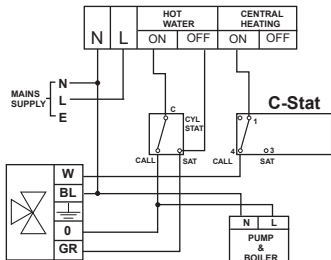 HOT WATER
CENTRAL HEATING
N L ON OFF ON OFF
MAINS SUPPLY
N
L
E
C-Stat
C
CYL STAT
1
4 3
CALL SAT
CALL SAT
W
BL
0
GR
N L
PUMP & BOILER